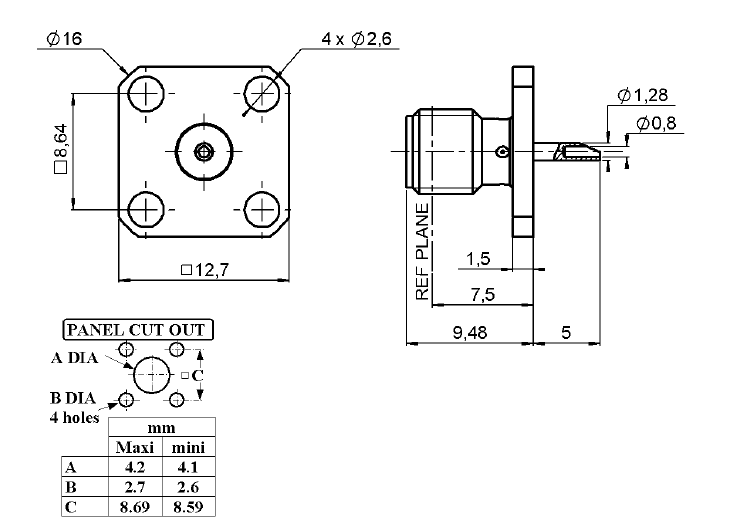 Ø16
4 x Ø2,6
□8,64
□12,7
Ø1,28
Ø0,8
REF PLANE
1,5
7,5
9,48
5
PANEL CUT OUT
A DIA
□C
B DIA
4 holes
mm
Maxi mini
A 4.2 4.1
B 2.7 2.6
C 8.69 8.59